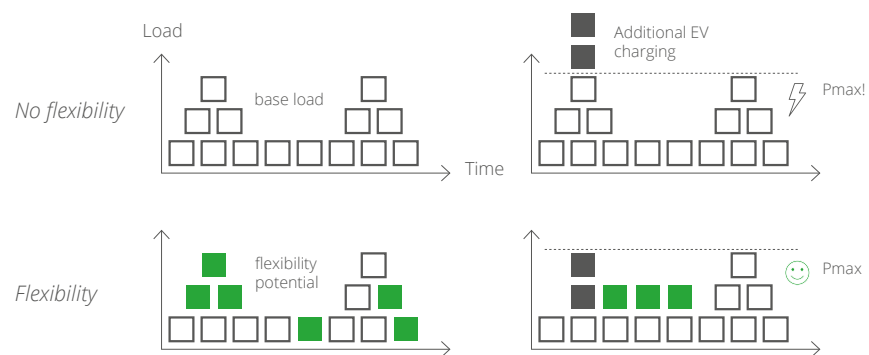 Load
Additional EV
charging
No flexibility
base load
Pmax!
Time
flexibility
potential
Flexibility
Pmax